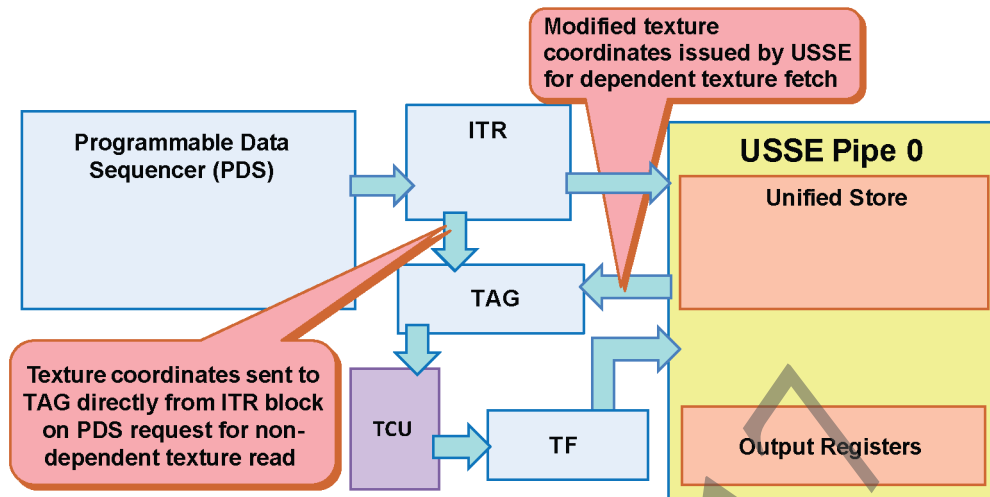 Modified texture
coordinates issued by USSE
for dependent texture fetch
Programmable Data
Sequencer (PDS)
ITR
USSE Pipe 0
Unified Store
TAG
Texture coordinates sent to
TAG directly from ITR block
on PDS request for non-
dependent texture read
TCU
TF
Output Registers